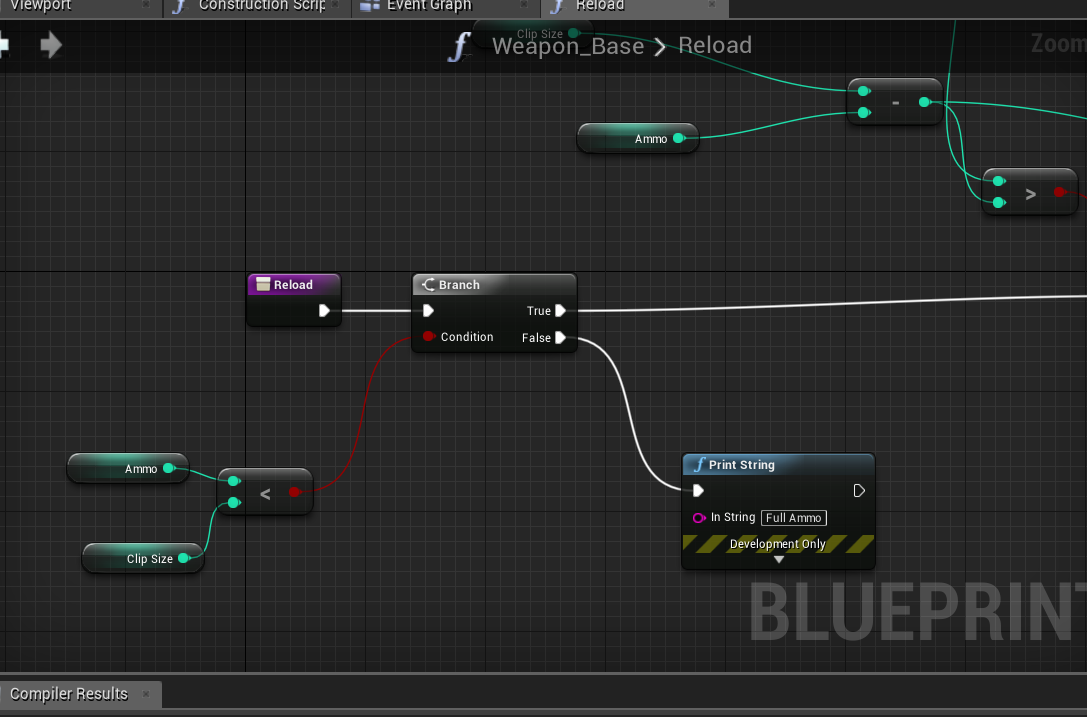 Viewport
Construction Scrip
Event Graph
Reload
Clip Size
Weapon_Base > Reload
Zoom
-
Ammo
>
Reload
Branch
True
Condition
False
Ammo
<
Clip Size
Print String
In String Full Ammo
Development Only
BLUEPRINT
Compiler Results